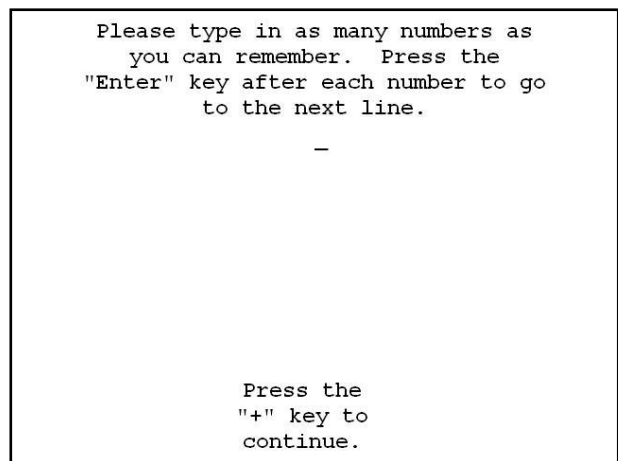 Please type in as many numbers as
you can remember.  Press the
"Enter" key after each number to go
to the next line.
_
Press the
"+" key to
continue.